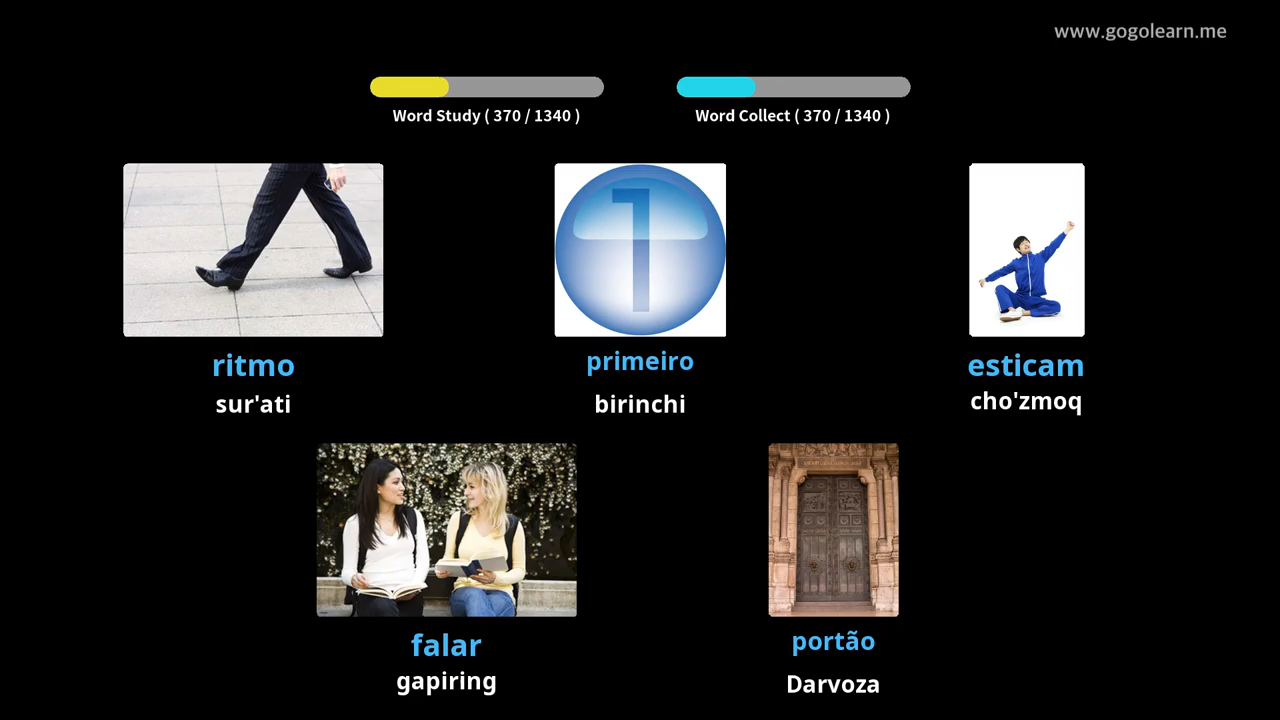 www.gogolearn.me
Word Study ( 370 / 1340 )
Word Collect ( 370 / 1340 )
1
ritmo
sur'ati
primeiro
birinchi
esticam
cho'zmoq
falar
gapiring
portão
Darvoza